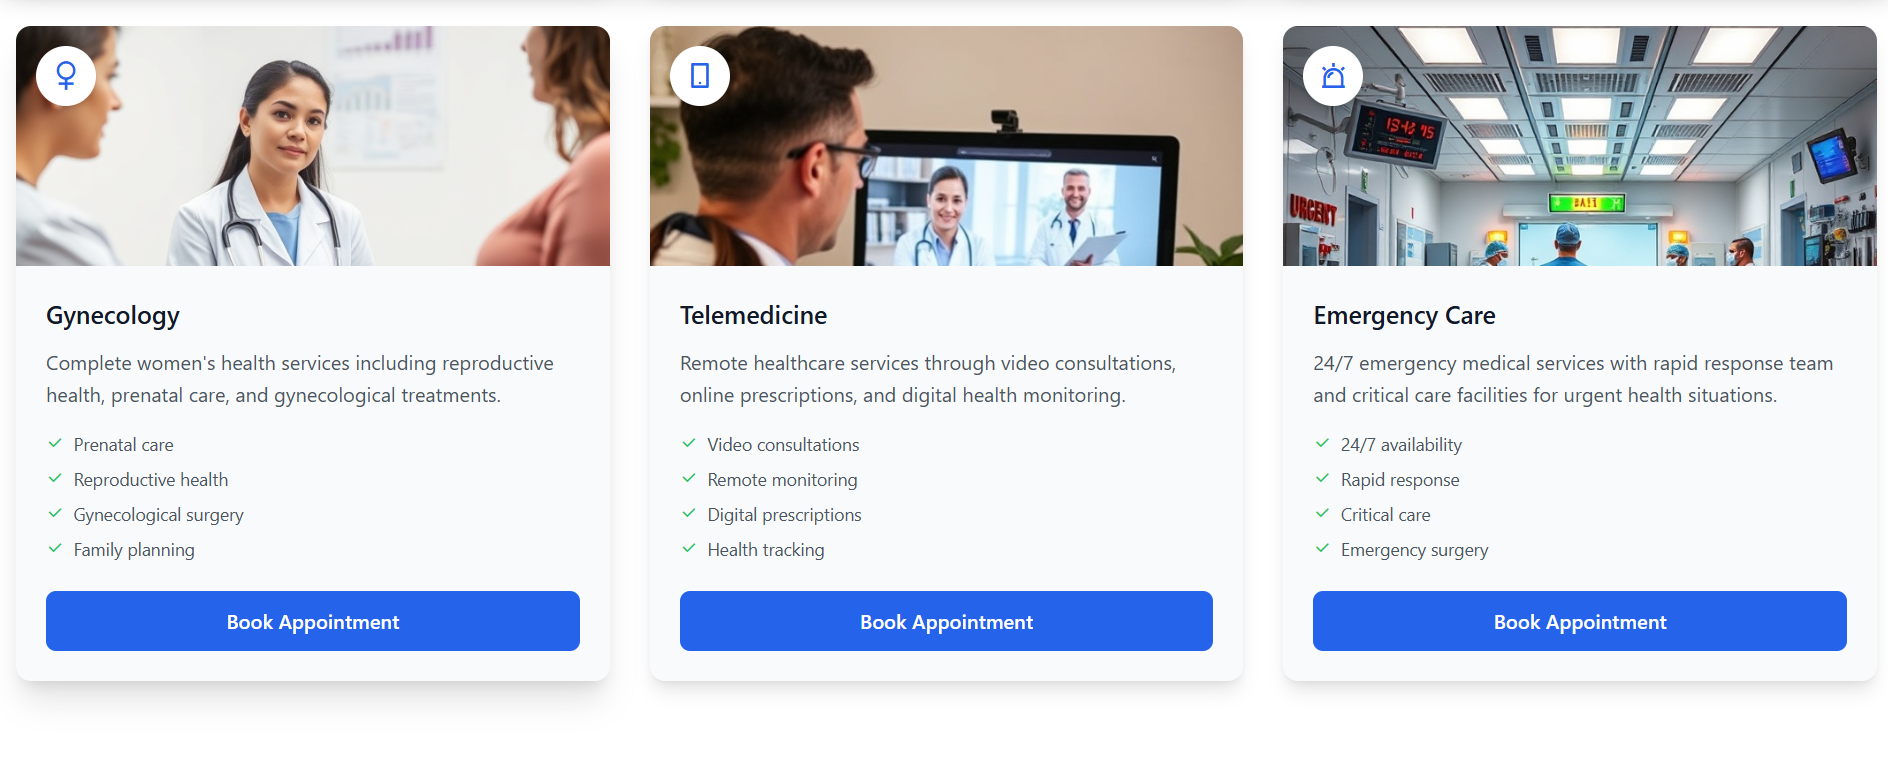 Gynecology
Complete women's health services including reproductive
health, prenatal care, and gynecological treatments.
Prenatal care
Reproductive health
Gynecological surgery
Family planning
Book Appointment
Telemedicine
Remote healthcare services through video consultations,
online prescriptions, and digital health monitoring.
Video consultations
Remote monitoring
Digital prescriptions
Health tracking
Book Appointment
URGENT
Emergency Care
24/7 emergency medical services with rapid response team
and critical care facilities for urgent health situations.
24/7 availability
Rapid response
Critical care
Emergency surgery
Book Appointment